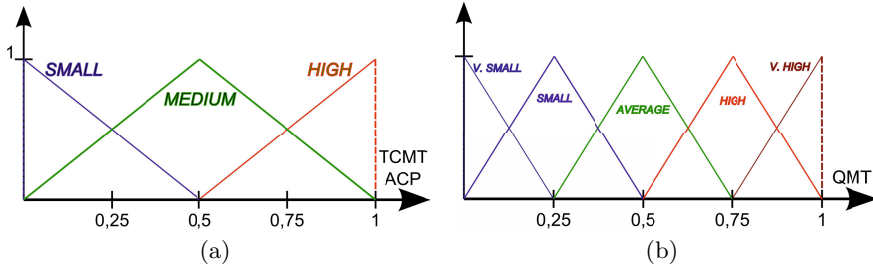 1
SMALL
MEDIUM
HIGH
TCMT
ACP
0,25
0,5
0,75
1
(a)
V. SMALL
SMALL
AVERAGE
HIGH
V. HIGH
QMT
0,25
0,5
0,75
1
(b)